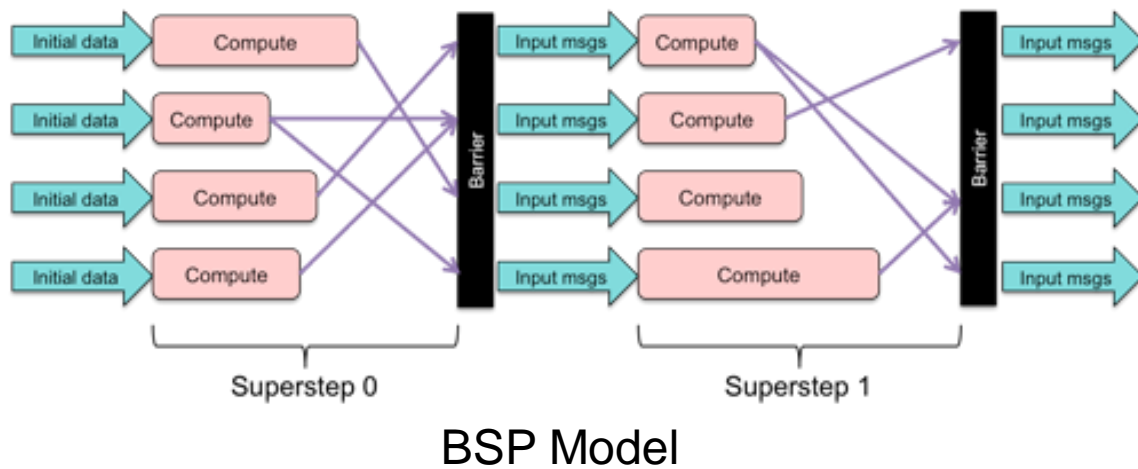 Initial data Compute Input msgs Compute Input msgs
Initial data Compute Input msgs Compute Input msgs
Initial data Compute Input msgs Compute Input msgs
Initial data Compute Input msgs Compute Input msgs
Barrier
Barrier
Superstep 0 Superstep 1
BSP Model